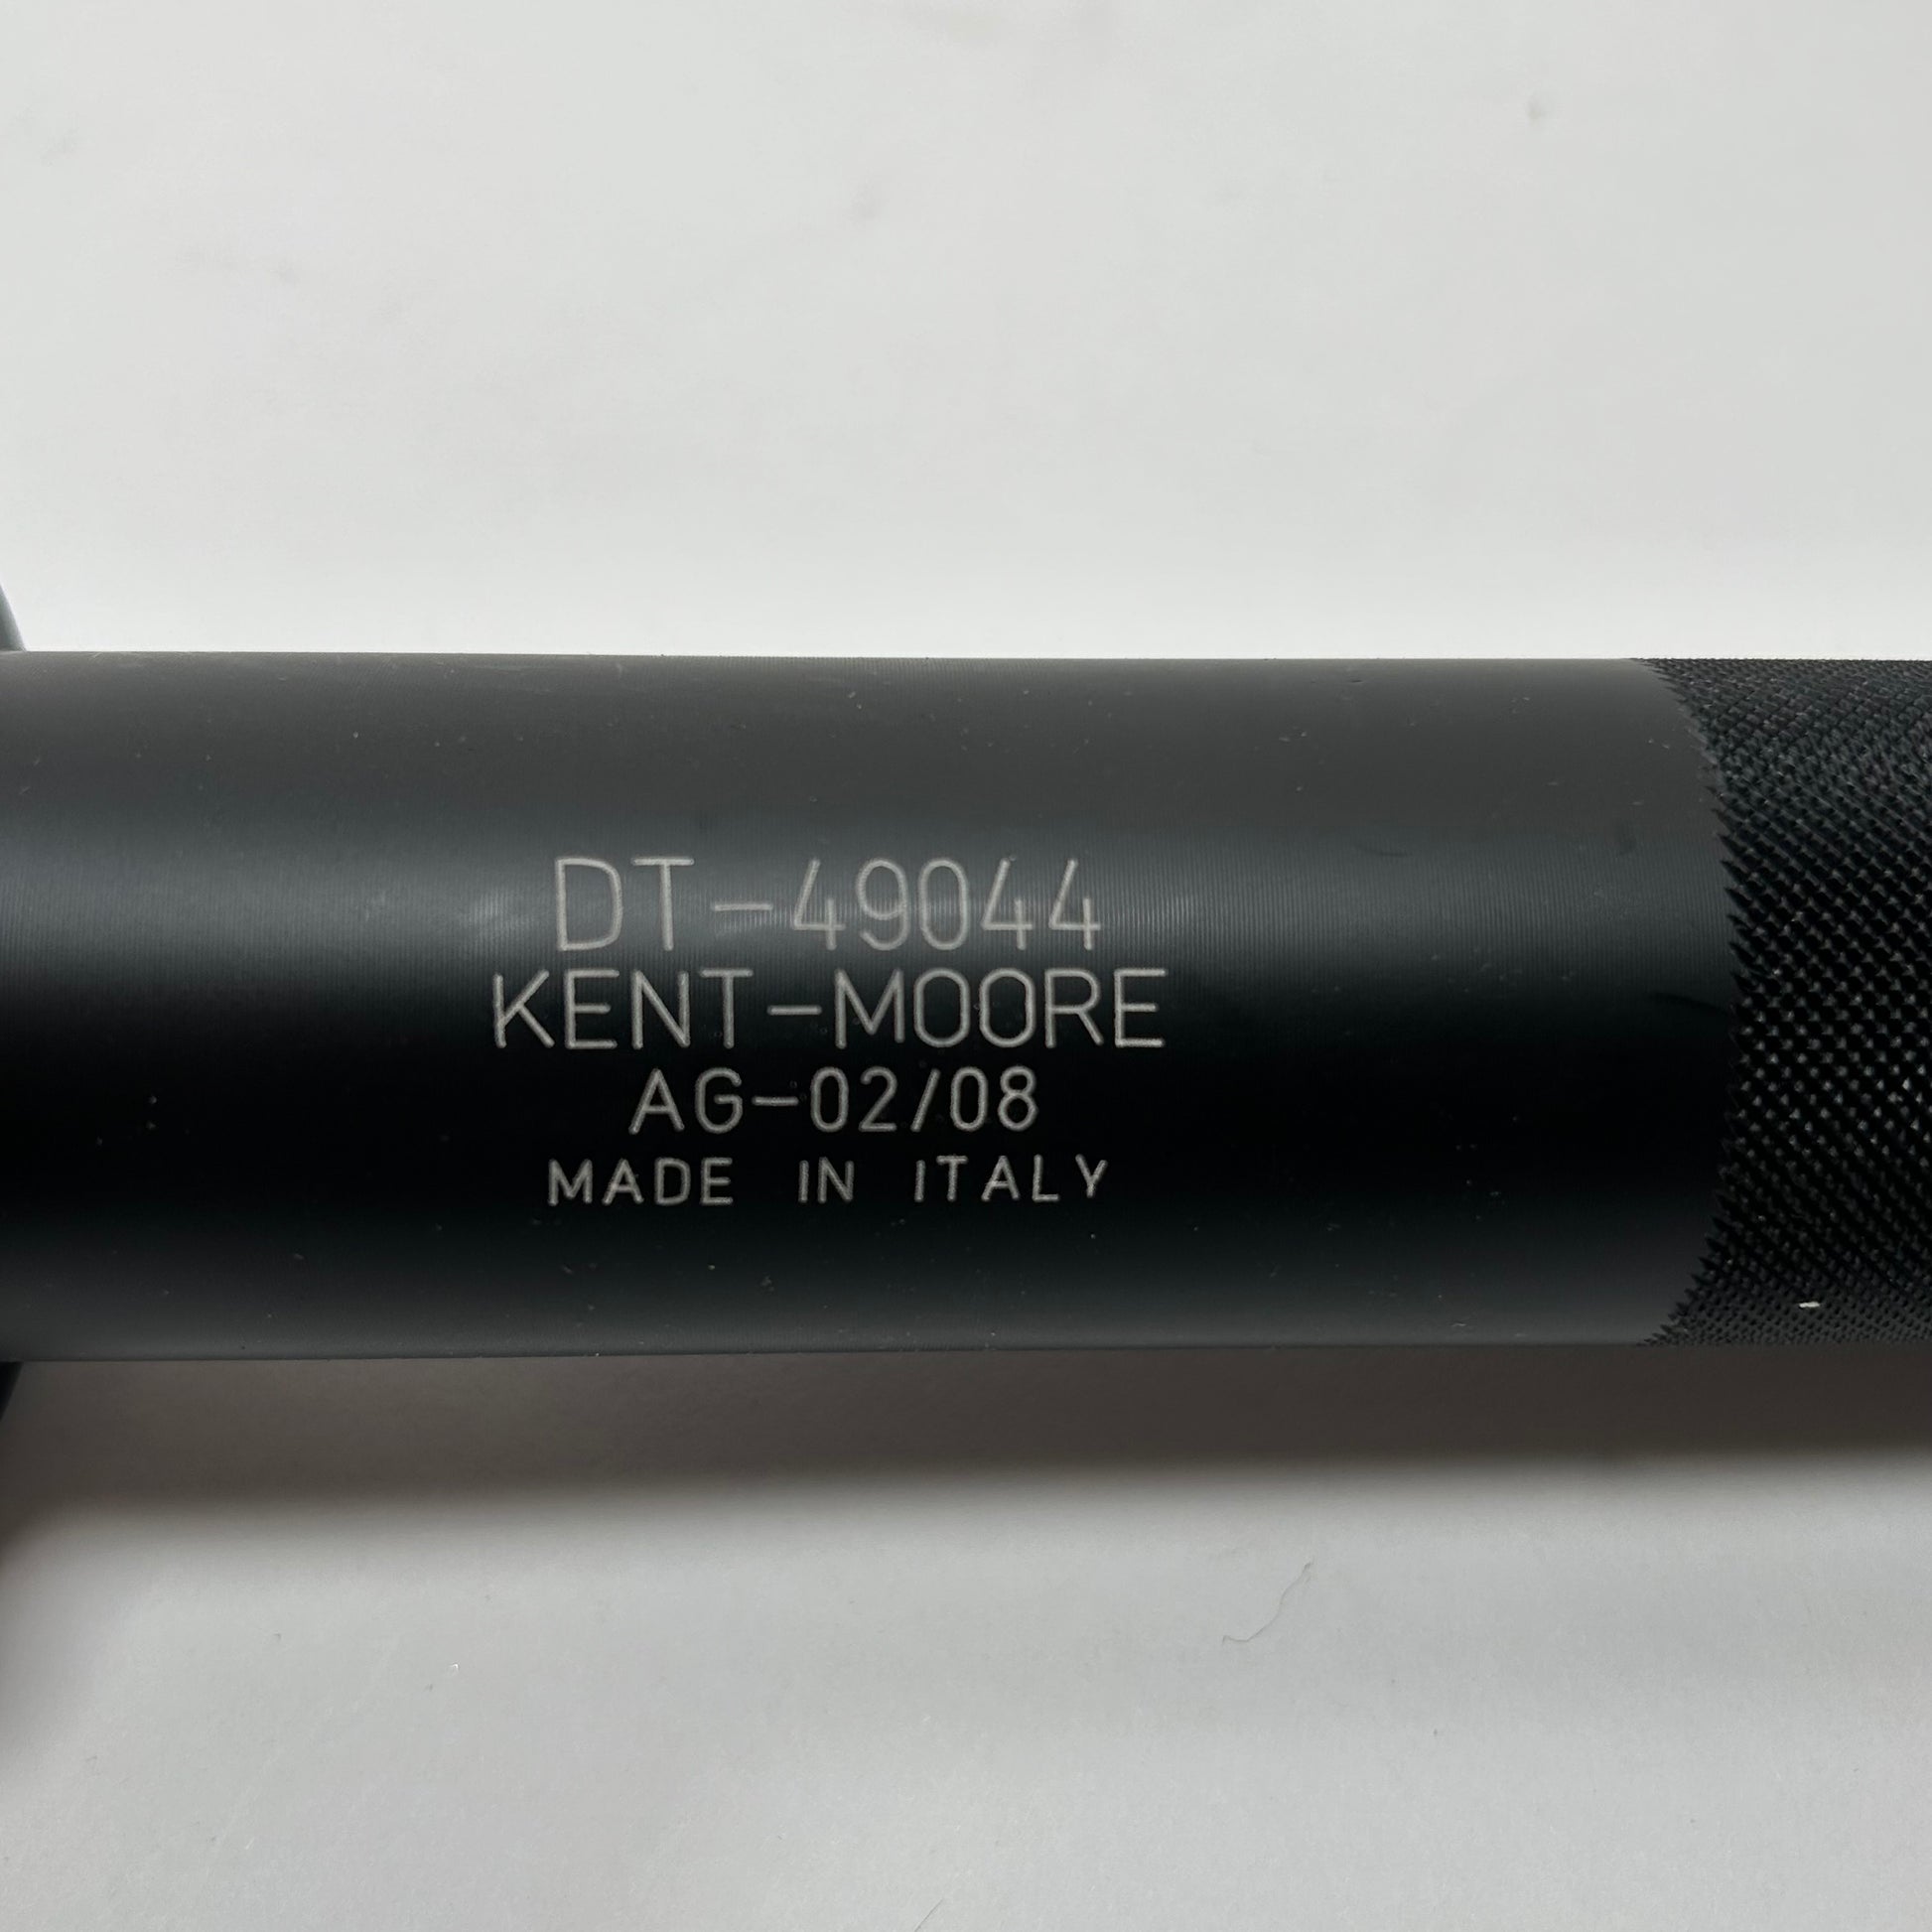 DT-49044
KENT-MOORE
AG-02/08
MADE IN ITALY